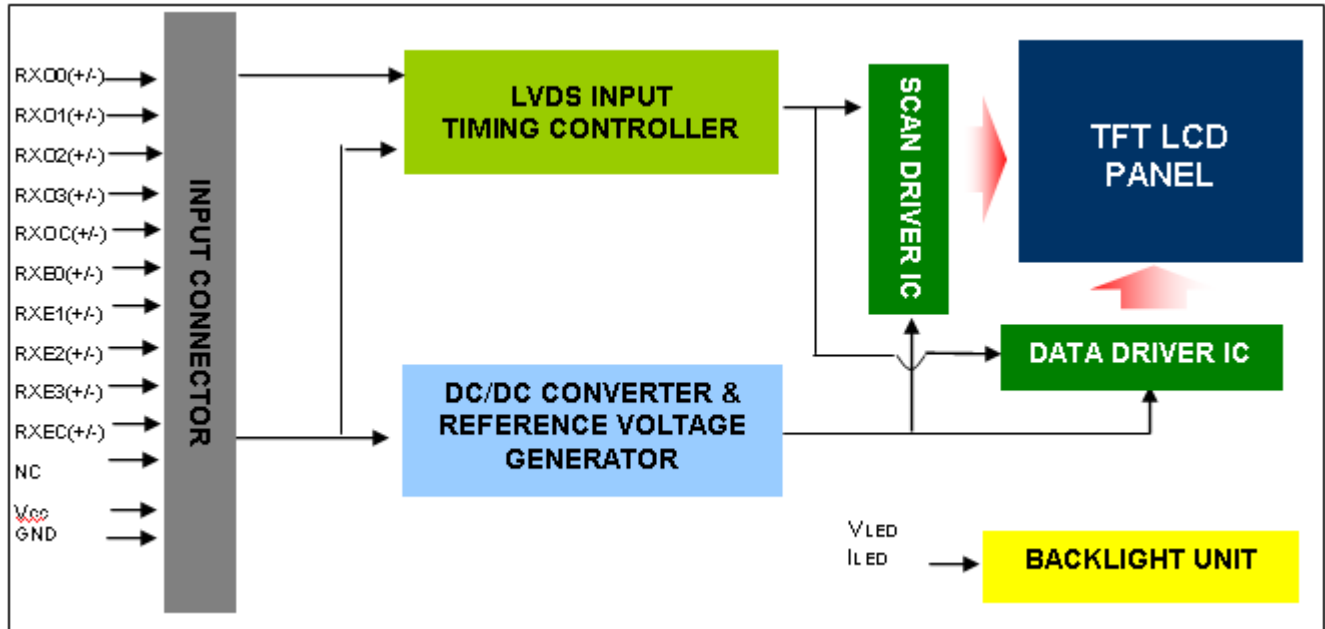 RXO0(+/-)
RXO1(+/-)
RXO2(+/-)
RXO3(+/-)
RXOC(+/-)
RXE0(+/-)
RXE1(+/-)
RXE2(+/-)
RXE3(+/-)
RXEC(+/-)
NC
Vcc
GND
INPUT CONNECTOR
LVDS INPUT
TIMING CONTROLLER
DC/DC CONVERTER &
REFERENCE VOLTAGE
GENERATOR
SCAN DRIVER IC
TFT LCD
PANEL
DATA DRIVER IC
VLED
ILED
BACKLIGHT UNIT